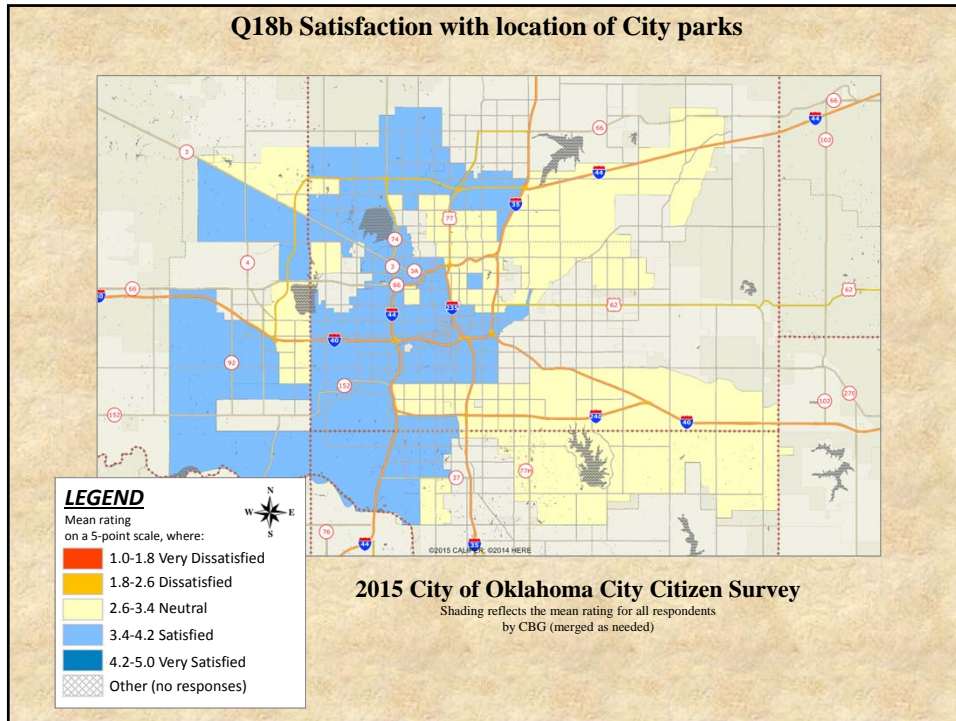 Q18b Satisfaction with location of City parks
66
44
102
3
66
44
35
77
74
4
3
3A
66
66
62
62
235
44
40
92
152
102
270
152
240
40
37
77H
76
44
35
©2015 CALIPER; ©2014 HERE
LEGEND
Mean rating
on a 5-point scale, where:
1.0-1.8 Very Dissatisfied
1.8-2.6 Dissatisfied
2.6-3.4 Neutral
3.4-4.2 Satisfied
4.2-5.0 Very Satisfied
Other (no responses)
N
W E
S
2015 City of Oklahoma City Citizen Survey
Shading reflects the mean rating for all respondents
by CBG (merged as needed)